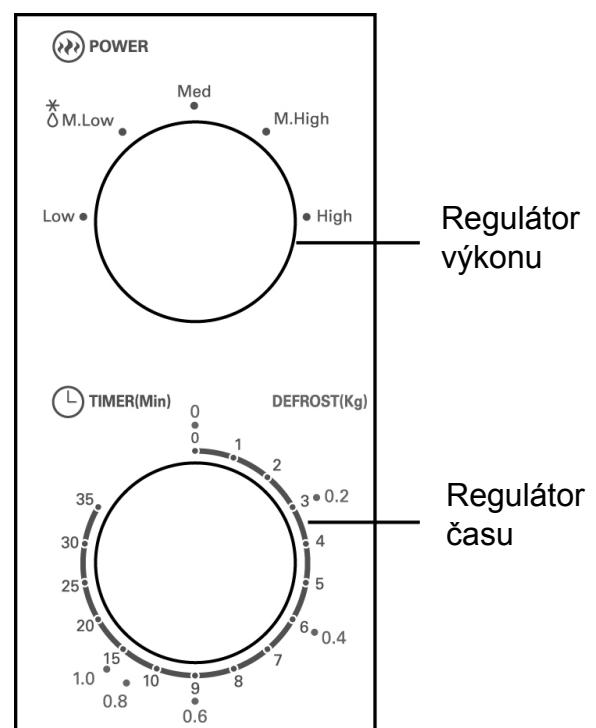 POWER
Med
M.Low
M.High
Low
High
Regulátor
výkonu
TIMER(Min)
DEFROST(Kg)
0
0
1
2
3
0.2
4
5
6
0.4
7
8
9
0.6
10
0.8
15
1.0
20
25
30
35
Regulátor
času